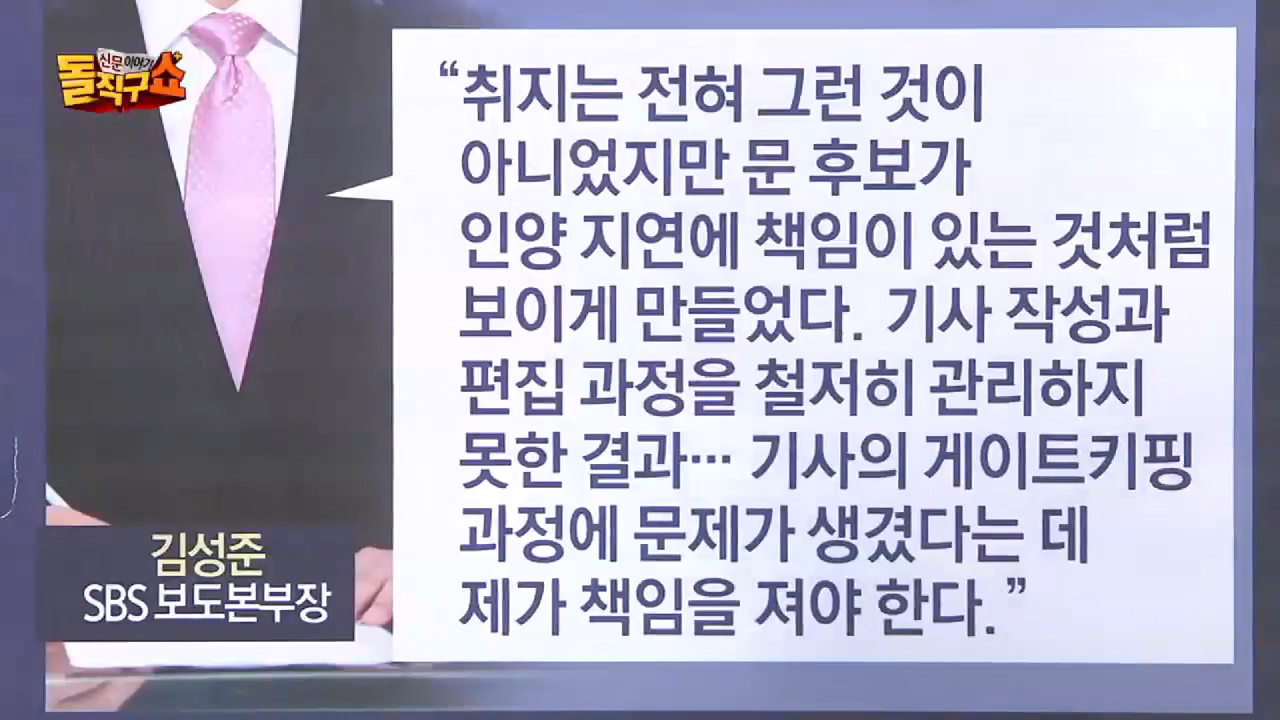 신문이야기
돌직구쇼+
“취지는 전혀 그런 것이
아니었지만 문 후보가
인양 지연에 책임이 있는 것처럼
보이게 만들었다. 기사 작성과
편집 과정을 철저히 관리하지
못한 결과… 기사의 게이트키핑
과정에 문제가 생겼다는 데
제가 책임을 져야 한다.”
김성준
SBS 보도본부장